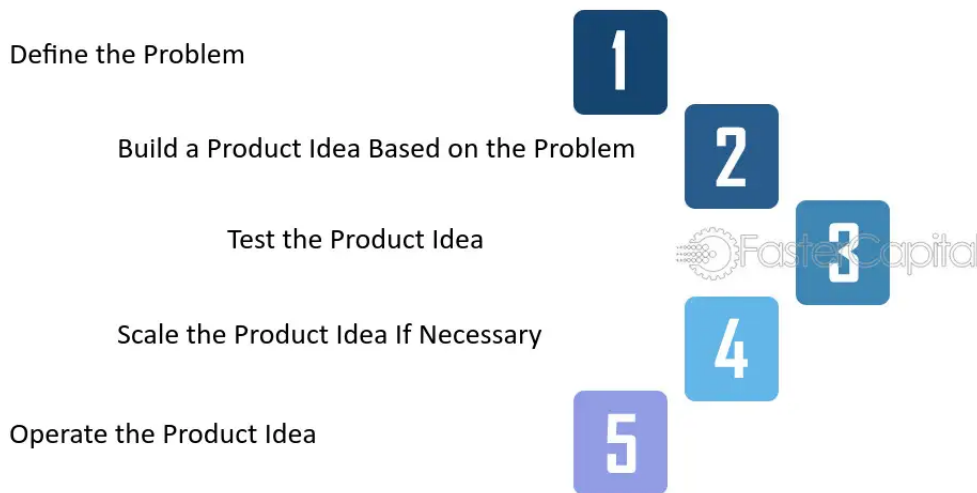 Define the Problem
1
Build a Product Idea Based on the Problem
2
Test the Product Idea
3
FasterCapital
Scale the Product Idea If Necessary
4
Operate the Product Idea
5